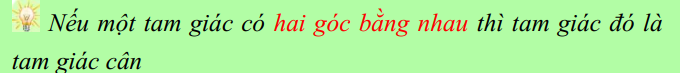 Nếu một tam giác có hai góc bằng nhau thì tam giác đó là
tam giác cân